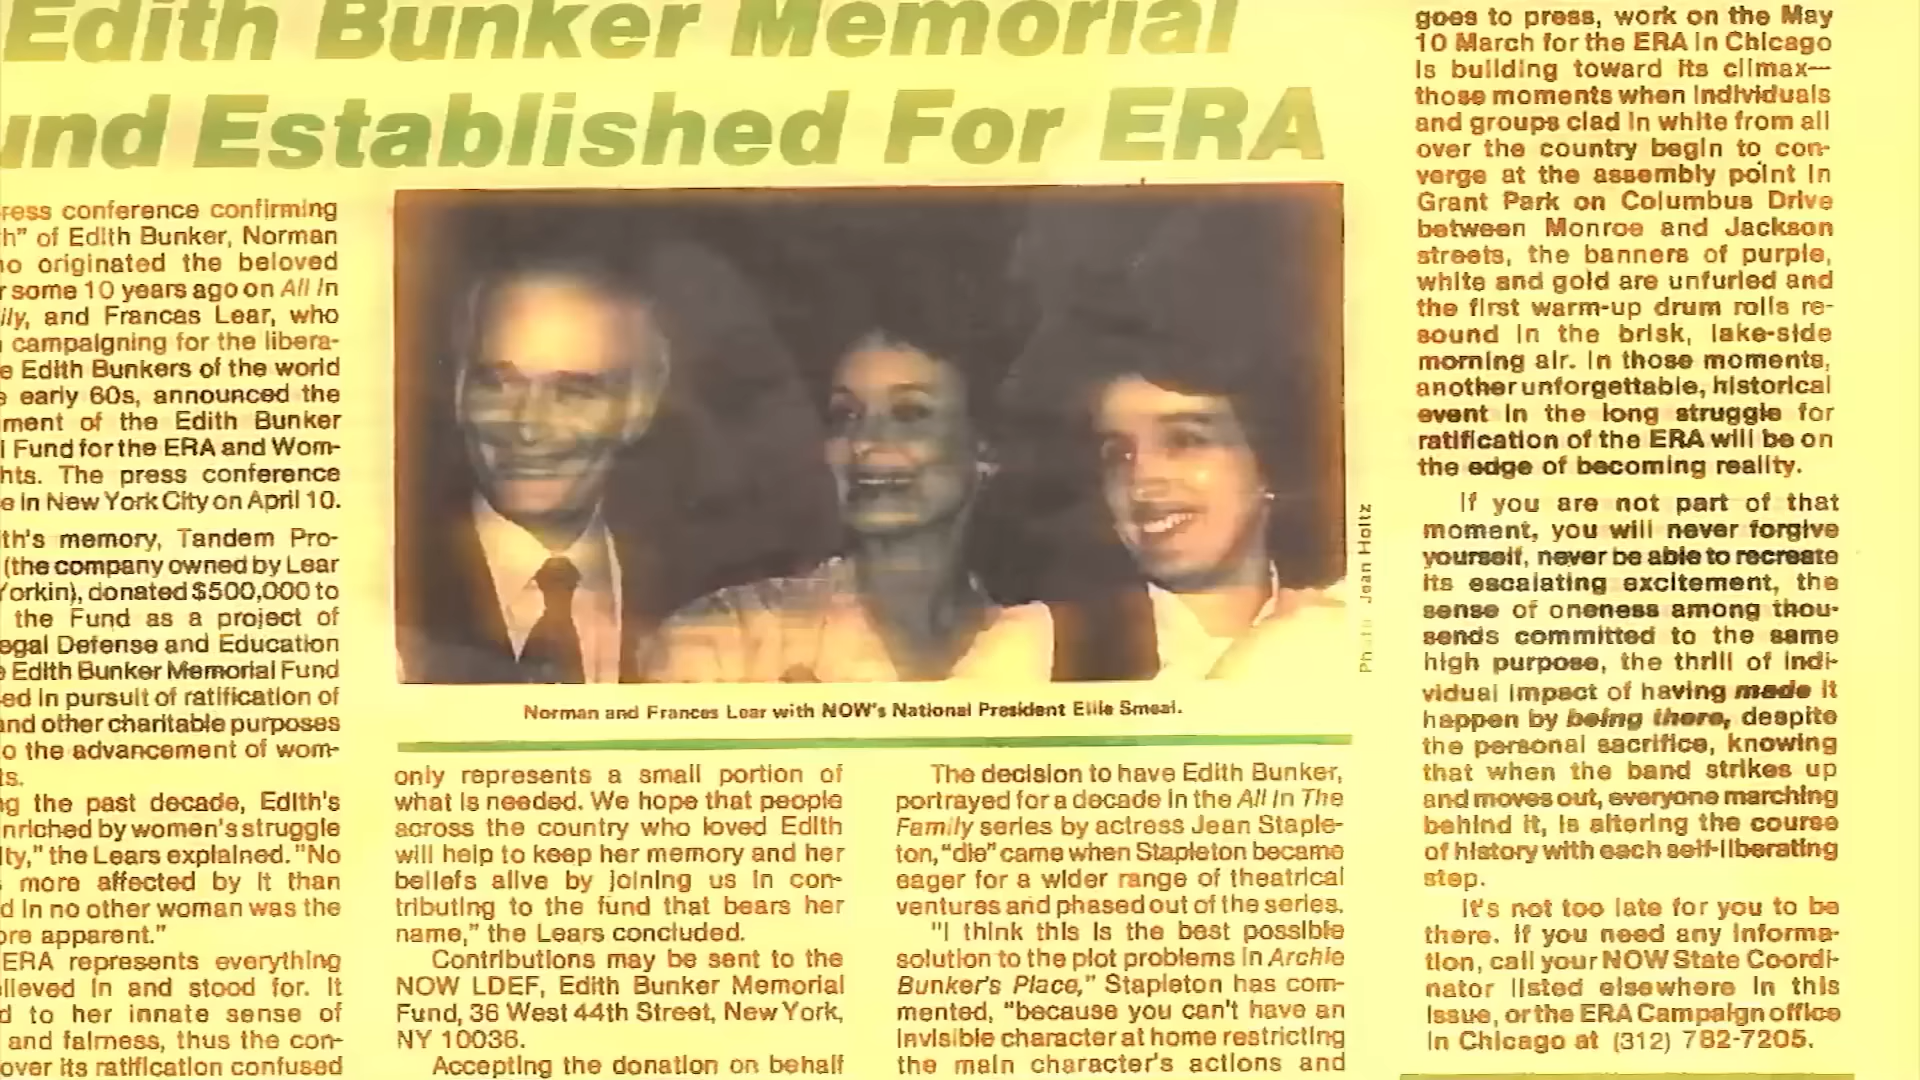 Edith Bunker Memorial
und Established For ERA
ress conference confirming
h" of Edith Bunker, Norman
o originated the beloved
r some 10 years ago on All In
ily, and Frances Lear, who
campaigning for the libera-
e Edith Bunkers of the world
early 60s, announced the
ment of the Edith Bunker
l Fund for the ERA and Wom-
hts. The press conference
e in New York City on April 10.
th's memory, Tandem Pro-
(the company owned by Lear
Yorkin), donated $500,000 to
the Fund as a project of
egal Defense and Education
e Edith Bunker Memorial Fund
ed in pursuit of ratification of
and other charitable purposes
o the advancement of wom-
ts.
ng the past decade, Edith's
nriched by women's struggle
ity," the Lears explained. "No
more affected by it than
d in no other woman was the
ore apparent."
ERA represents everything
elieved in and stood for. It
d to her innate sense of
and fairness, thus the con-
over its ratification confused
Photo: Jean Holtz
Norman and Frances Lear with NOW's National President Ellie Smeal.
only represents a small portion of
what is needed. We hope that people
across the country who loved Edith
will help to keep her memory and her
beliefs alive by joining us in con-
tributing to the fund that bears her
name," the Lears concluded.
Contributions may be sent to the
NOW LDEF, Edith Bunker Memorial
Fund, 36 West 44th Street, New York,
NY 10036.
Accepting the donation on behalf
The decision to have Edith Bunker,
portrayed for a decade in the All In The
Family series by actress Jean Staple-
ton, "die" came when Stapleton became
eager for a wider range of theatrical
ventures and phased out of the series.
"I think this is the best possible
solution to the plot problems in Archie
Bunker's Place," Stapleton has com-
mented, "because you can't have an
invisible character at home restricting
the main character's actions and
goes to press, work on the May
10 March for the ERA in Chicago
is building toward its climax—
those moments when individuals
and groups clad in white from all
over the country begin to con-
verge at the assembly point in
Grant Park on Columbus Drive
between Monroe and Jackson
streets, the banners of purple,
white and gold are unfurled and
the first warm-up drum rolls re-
sound in the brisk, lake-side
morning air. In those moments,
another unforgettable, historical
event in the long struggle for
ratification of the ERA will be on
the edge of becoming reality.
If you are not part of that
moment, you will never forgive
yourself, never be able to recreate
its escalating excitement, the
sense of oneness among thou-
sends committed to the same
high purpose, the thrill of indi-
vidual impact of having made it
happen by being there, despite
the personal sacrifice, knowing
that when the band strikes up
and moves out, everyone marching
behind it, is altering the course
of history with each self-liberating
step.
It's not too late for you to be
there. If you need any informa-
tion, call your NOW State Coordi-
nator listed elsewhere in this
issue, or the ERA Campaign office
in Chicago at (312) 782-7205.